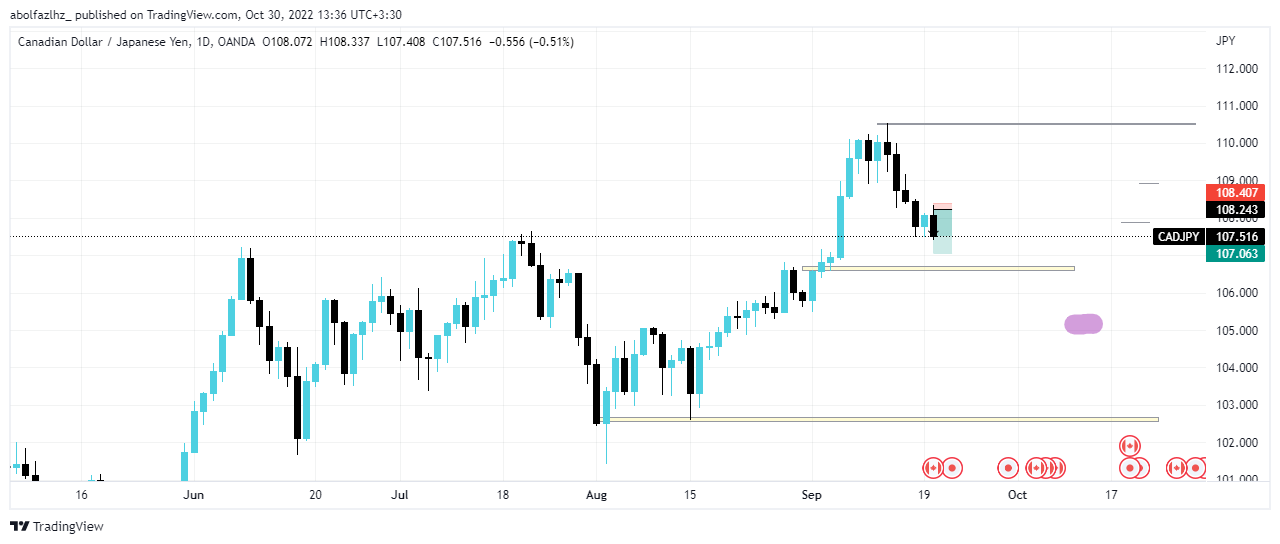 abolfazlhz_ published on TradingView.com, Oct 30, 2022 13:36 UTC+3:30
Canadian Dollar / Japanese Yen, 1D, OANDA O108.072 H108.337 L107.408 C107.516 −0.556 (−0.51%)
JPY
112.000
111.000
110.000
109.000
108.407
108.243
108.000
CADJPY 107.516
107.063
106.000
105.000
104.000
103.000
102.000
101.000
16 Jun 20 Jul 18 Aug 15 Sep 19 Oct 17
TradingView